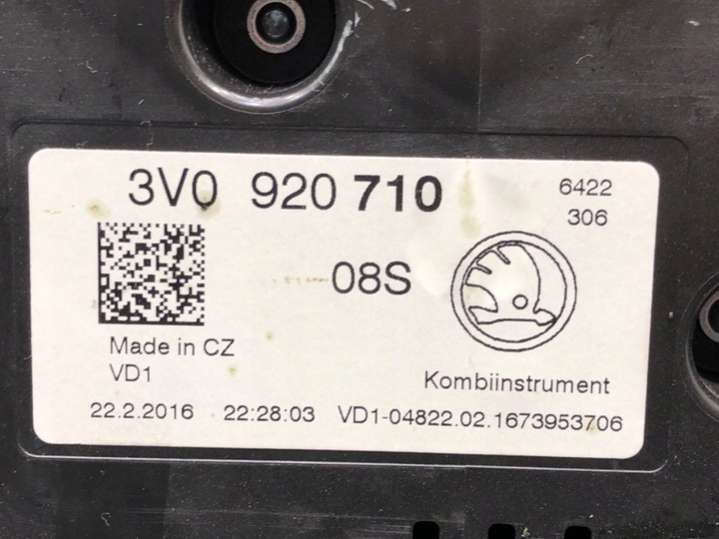 3V0 920 710
6422
306
08S
Made in CZ
VD1
Kombiinstrument
22.2.2016 22:28:03 VD1-04822.02.1673953706